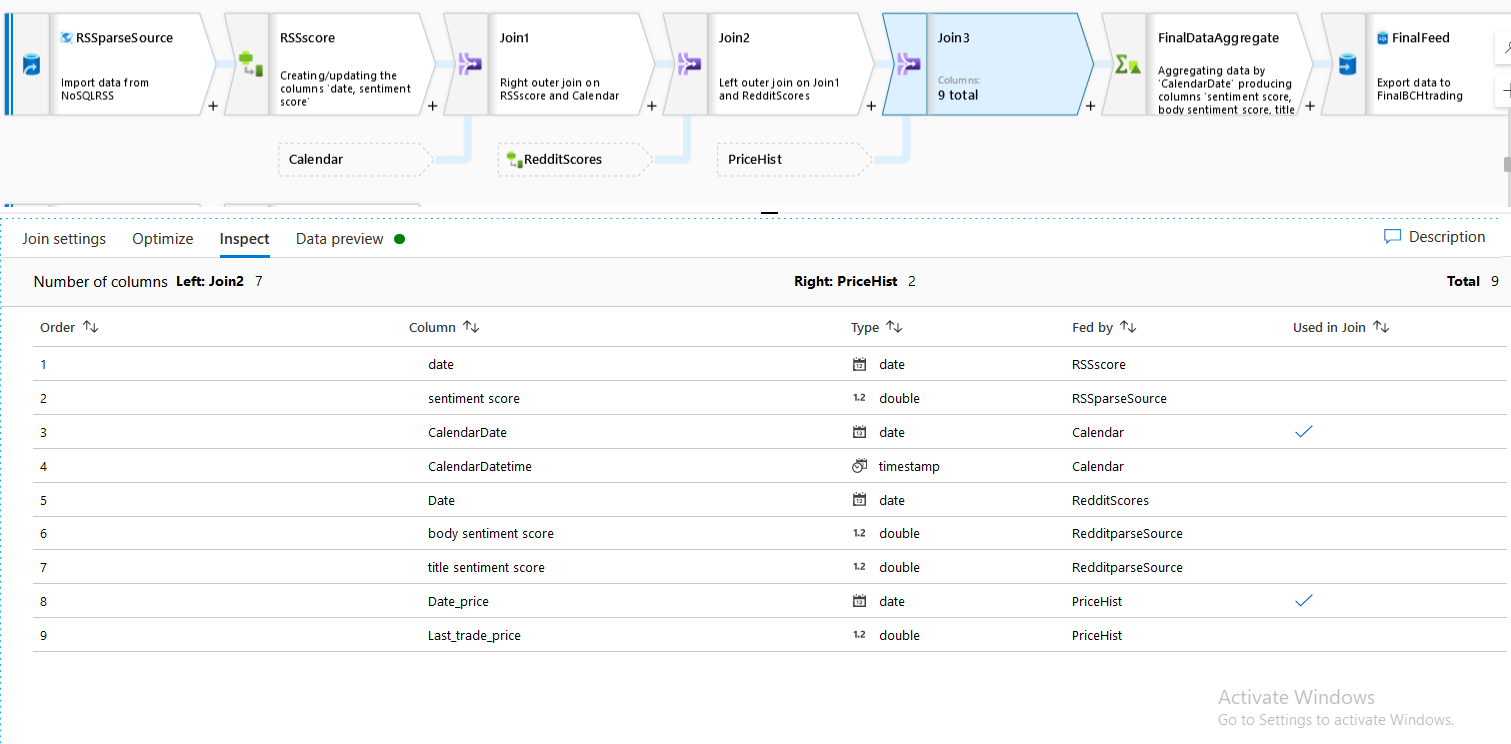 RSSparseSource
Import data from
NoSQLRSS
+
RSSscore
Creating/updating the
columns 'date, sentiment
score'
+
Join1
Right outer join on
RSSscore and Calendar
+
Join2
Left outer join on Join1
and RedditScores
+
Join3
Columns:
9 total
+
FinalDataAggregate
Aggregating data by
'CalendarDate' producing
columns 'sentiment score,
body sentiment score, title
+
FinalFeed
Export data to
FinalBCHtrading
Calendar
RedditScores
PriceHist
Join settings Optimize Inspect Data preview Description
Number of columns Left: Join2 7 Right: PriceHist 2 Total 9
Order Column Type Fed by Used in Join
1 date 12 date RSSscore
2 sentiment score 1.2 double RSSparseSource
3 CalendarDate 12 date Calendar
4 CalendarDatetime timestamp Calendar
5 Date 12 date RedditScores
6 body sentiment score 1.2 double RedditparseSource
7 title sentiment score 1.2 double RedditparseSource
8 Date_price 12 date PriceHist
9 Last_trade_price 1.2 double PriceHist
Activate Windows
Go to Settings to activate Windows.